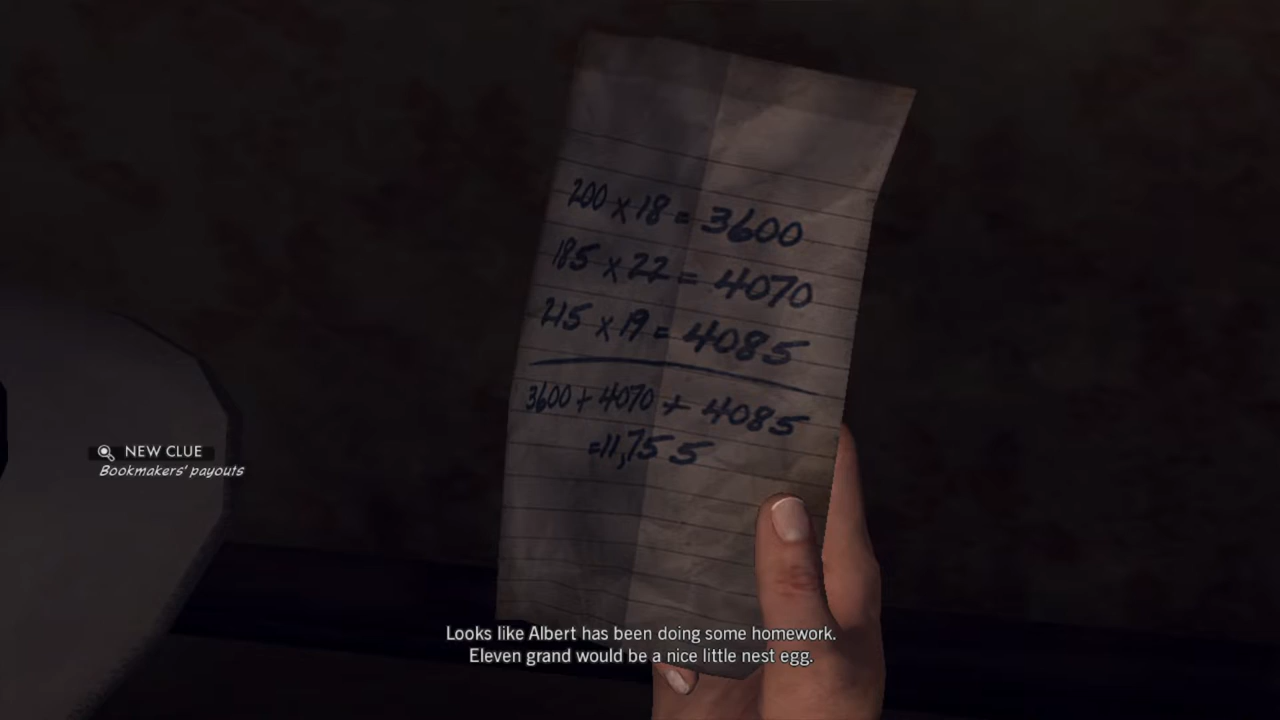 200 x 18 = 3600
185 x 22 = 4070
215 x 19 = 4085
3600 + 4070 + 4085
=11,755
NEW CLUE
Bookmakers' payouts
Looks like Albert has been doing some homework.
Eleven grand would be a nice little nest egg.